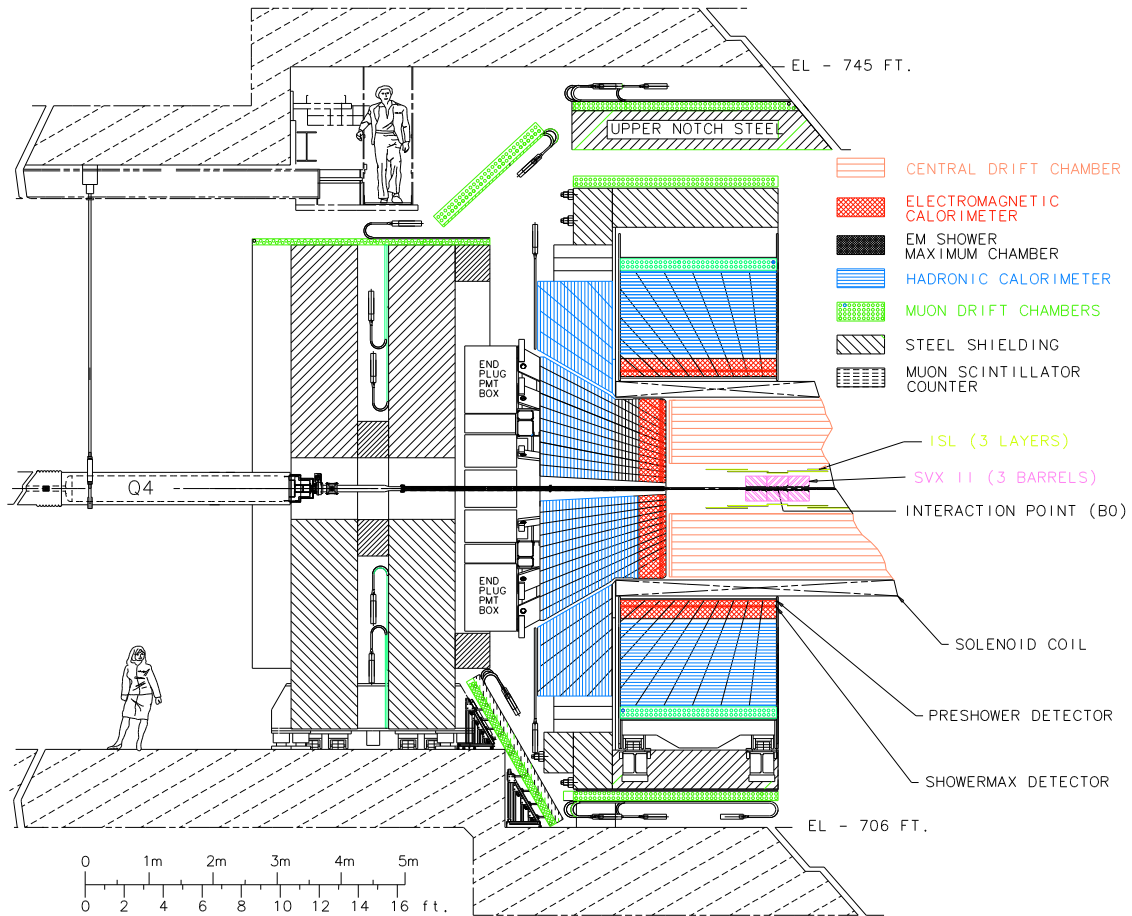 EL - 745 FT.
UPPER NOTCH STEEL
CENTRAL DRIFT CHAMBER
ELECTROMAGNETIC
CALORIMETER
EM SHOWER
MAXIMUM CHAMBER
HADRONIC CALORIMETER
MUON DRIFT CHAMBERS
STEEL SHIELDING
MUON SCINTILLATOR
COUNTER
END
PLUG
PMT
BOX
ISL (3 LAYERS)
SVX II (3 BARRELS)
Q4
INTERACTION POINT (B0)
END
PLUG
PMT
BOX
SOLENOID COIL
PRESHOWER DETECTOR
SHOWERMAX DETECTOR
EL - 706 FT.
0 1m 2m 3m 4m 5m
0 2 4 6 8 10 12 14 16 ft.